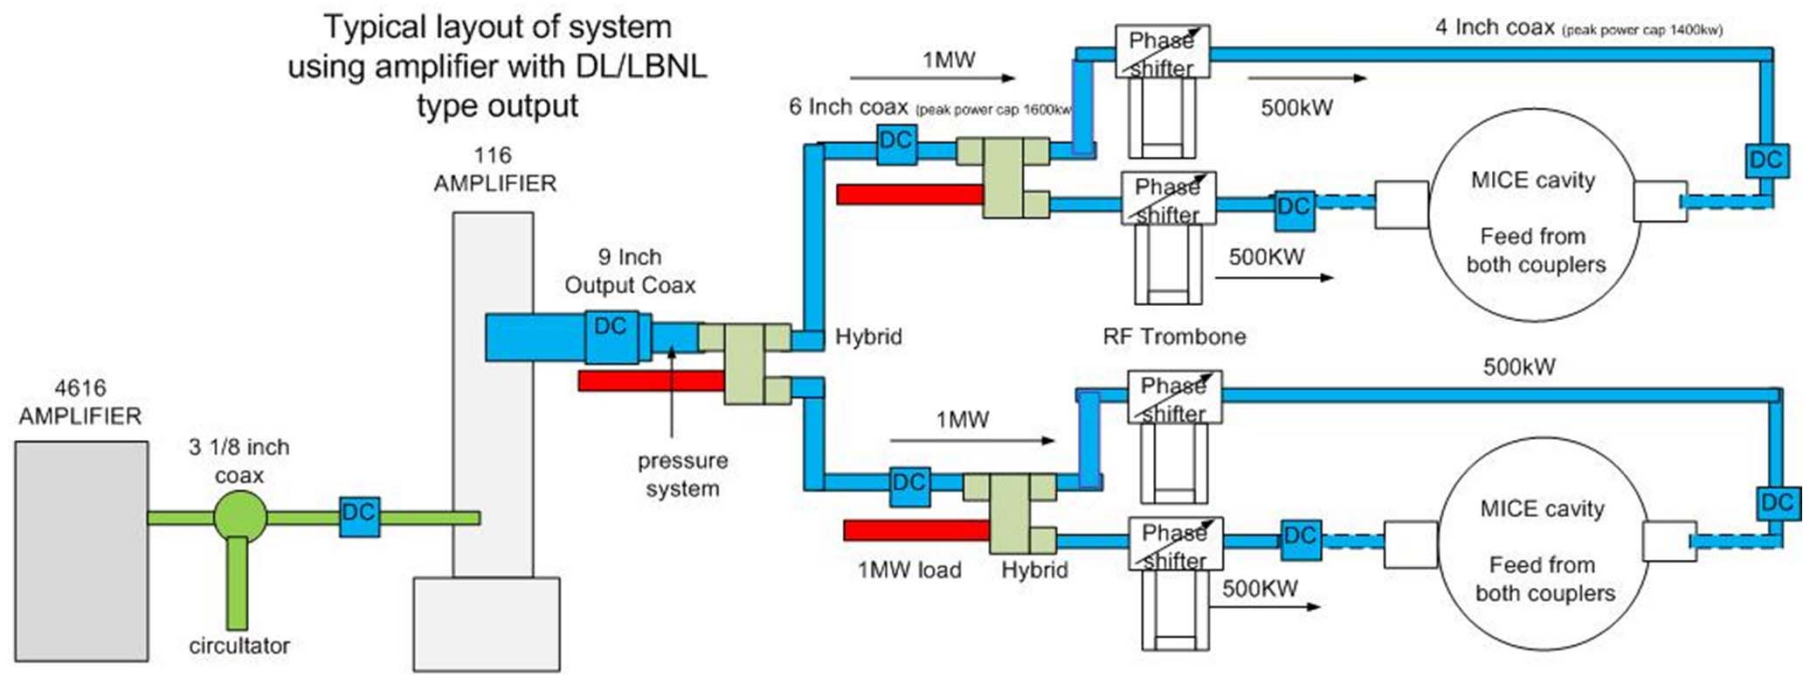 Typical layout of system
using amplifier with DL/LBNL
type output
116
AMPLIFIER
9 Inch
Output Coax
DC
pressure
system
4616
AMPLIFIER
3 1/8 inch
coax
DC
circultator
Hybrid
1MW
6 Inch coax (peak power cap 1600kw
DC
Phase
shifter
4 Inch coax (peak power cap 1400kw)
500kW
DC
Phase
shifter
DC
500KW
MICE cavity
Feed from
both couplers
RF Trombone
1MW
DC
1MW load
Hybrid
Phase
shifter
500kW
DC
Phase
shifter
DC
500KW
MICE cavity
Feed from
both couplers